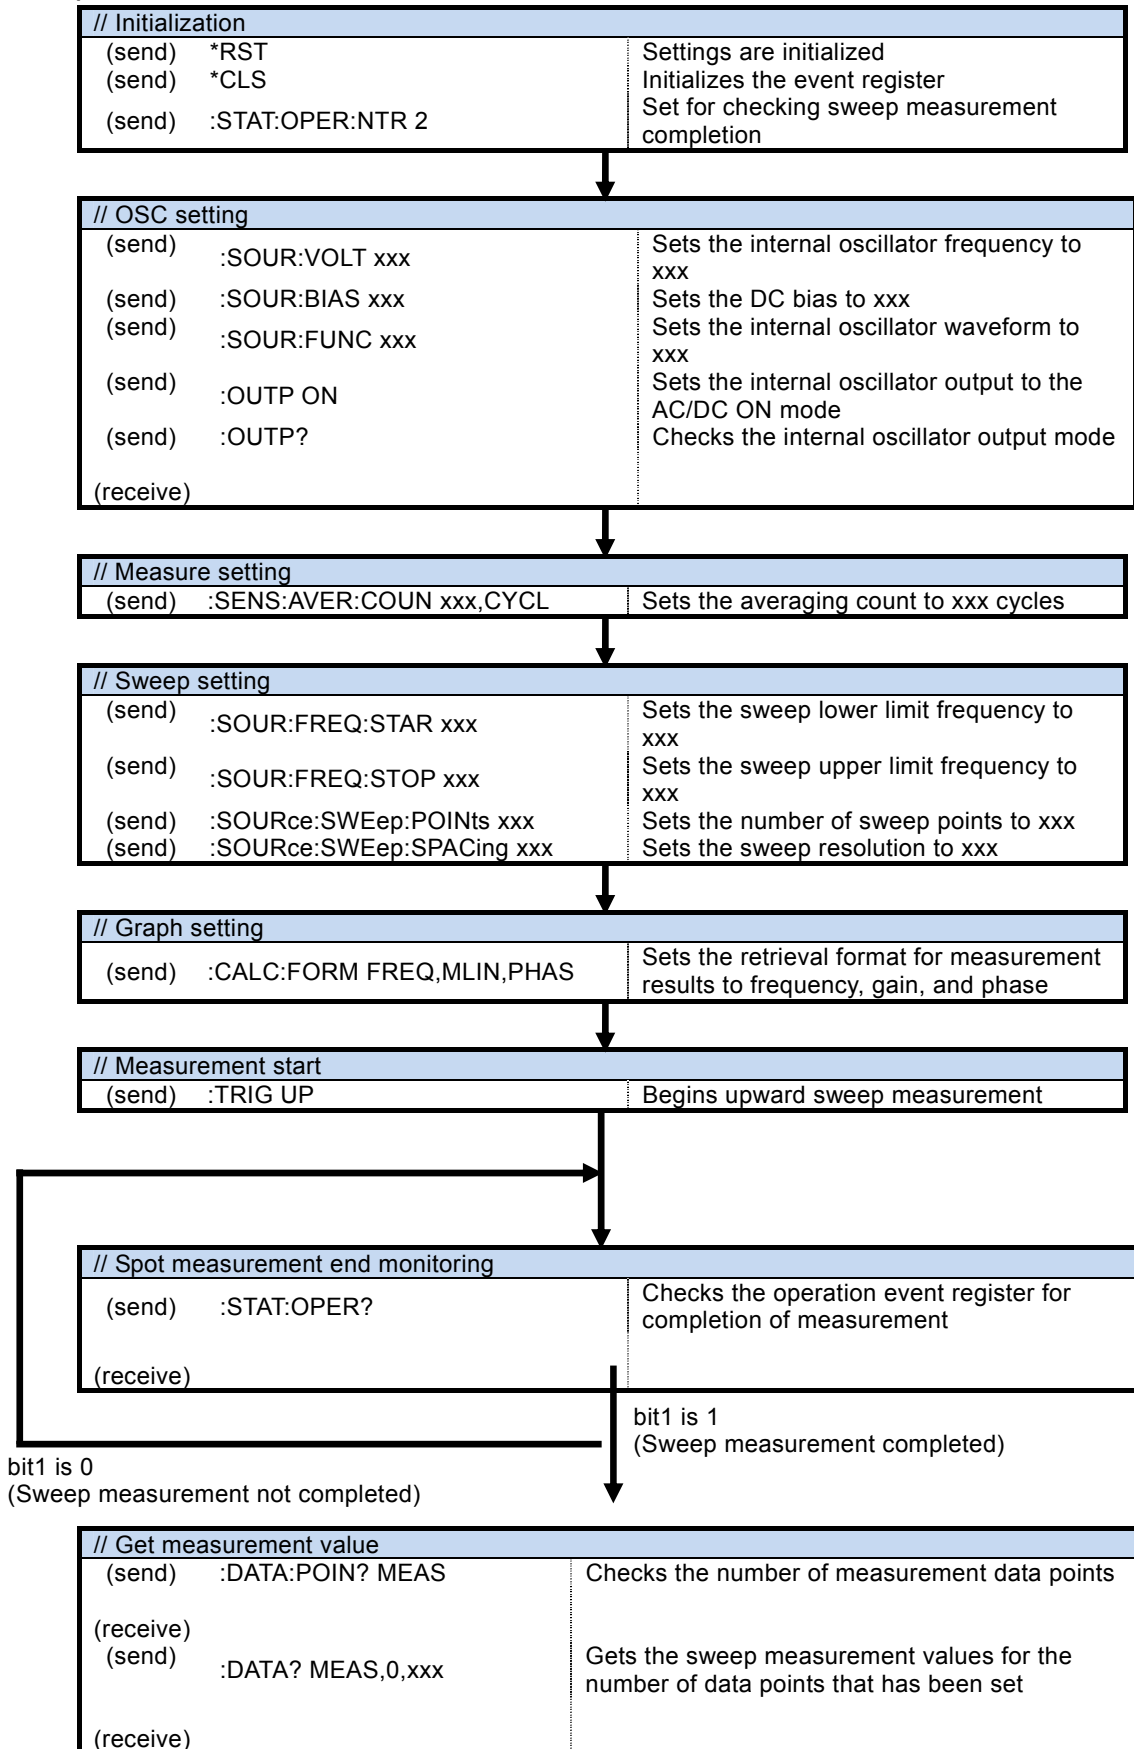 // Initialization
(send) *RST Settings are initialized
(send) *CLS Initializes the event register
(send) :STAT:OPER:NTR 2 Set for checking sweep measurement
completion
// OSC setting
(send) :SOUR:VOLT xxx Sets the internal oscillator frequency to
xxx
(send) :SOUR:BIAS xxx Sets the DC bias to xxx
(send) :SOUR:FUNC xxx Sets the internal oscillator waveform to
xxx
(send) :OUTP ON Sets the internal oscillator output to the
AC/DC ON mode
(send) :OUTP? Checks the internal oscillator output mode
(receive)
// Measure setting
(send) :SENS:AVER:COUN xxx,CYCL Sets the averaging count to xxx cycles
// Sweep setting
(send) :SOUR:FREQ:STAR xxx Sets the sweep lower limit frequency to
xxx
(send) :SOUR:FREQ:STOP xxx Sets the sweep upper limit frequency to
xxx
(send) :SOURce:SWEep:POINts xxx Sets the number of sweep points to xxx
(send) :SOURce:SWEep:SPACing xxx Sets the sweep resolution to xxx
// Graph setting
(send) :CALC:FORM FREQ,MLIN,PHAS Sets the retrieval format for measurement
results to frequency, gain, and phase
// Measurement start
(send) :TRIG UP Begins upward sweep measurement
// Spot measurement end monitoring
(send) :STAT:OPER? Checks the operation event register for
completion of measurement
(receive)
bit1 is 1
(Sweep measurement completed)
bit1 is 0
(Sweep measurement not completed)
// Get measurement value
(send) :DATA:POIN? MEAS Checks the number of measurement data points
(receive)
(send) :DATA? MEAS,0,xxx Gets the sweep measurement values for the
number of data points that has been set
(receive)